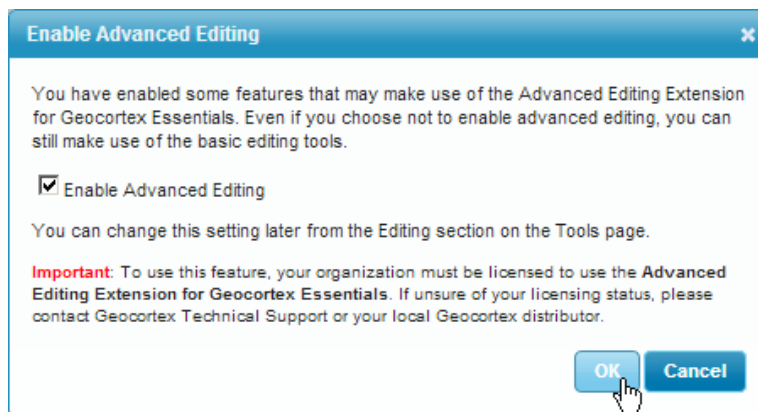 Enable Advanced Editing
You have enabled some features that may make use of the Advanced Editing Extension
for Geocortex Essentials. Even if you choose not to enable advanced editing, you can
still make use of the basic editing tools.
Enable Advanced Editing
You can change this setting later from the Editing section on the Tools page.
Important: To use this feature, your organization must be licensed to use the Advanced
Editing Extension for Geocortex Essentials. If unsure of your licensing status, please
contact Geocortex Technical Support or your local Geocortex distributor.
OK Cancel